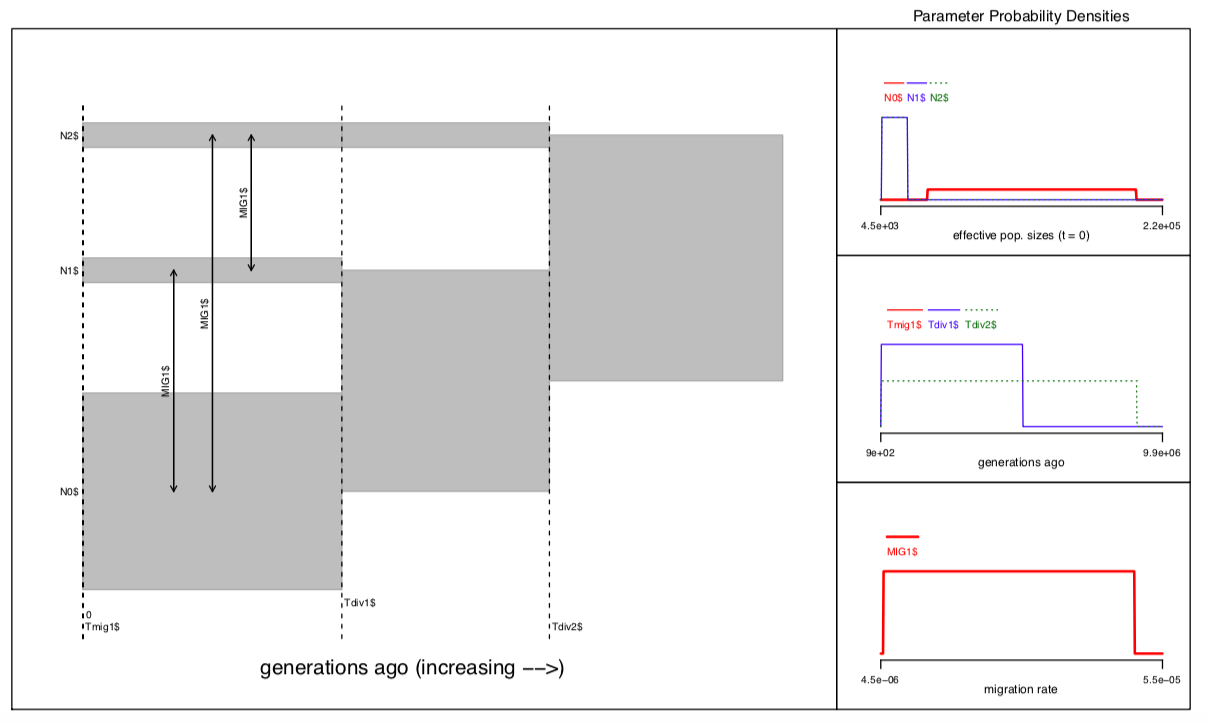 Parameter Probability Densities
N2$
MIG1$
N1$
MIG1$
MIG1$
N0$
0
Tmig1$
Tdiv1$
Tdiv2$
generations ago (increasing −−>)
N0$ N1$ N2$
4.5e+03
2.2e+05
effective pop. sizes (t = 0)
Tmig1$ Tdiv1$ Tdiv2$
9e+02
9.9e+06
generations ago
MIG1$
4.5e−06
5.5e−05
migration rate